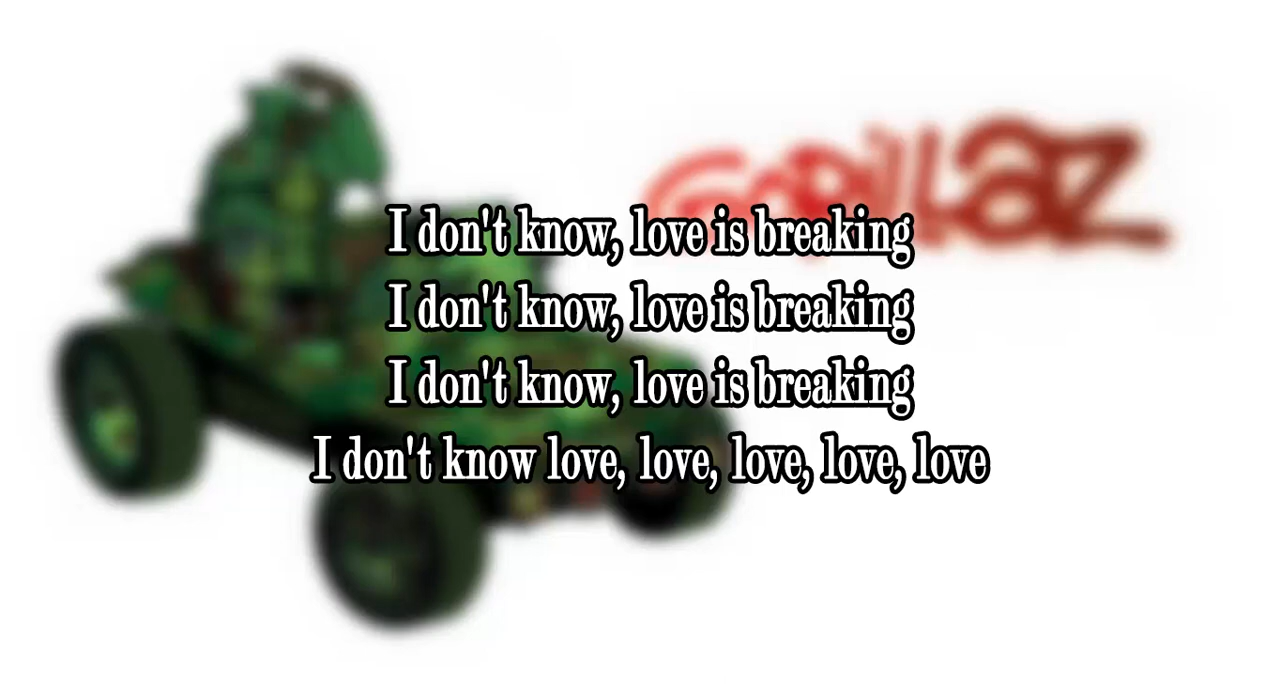 GORILLAZ
I don't know, love is breaking
I don't know, love is breaking
I don't know, love is breaking
I don't know love, love, love, love, love